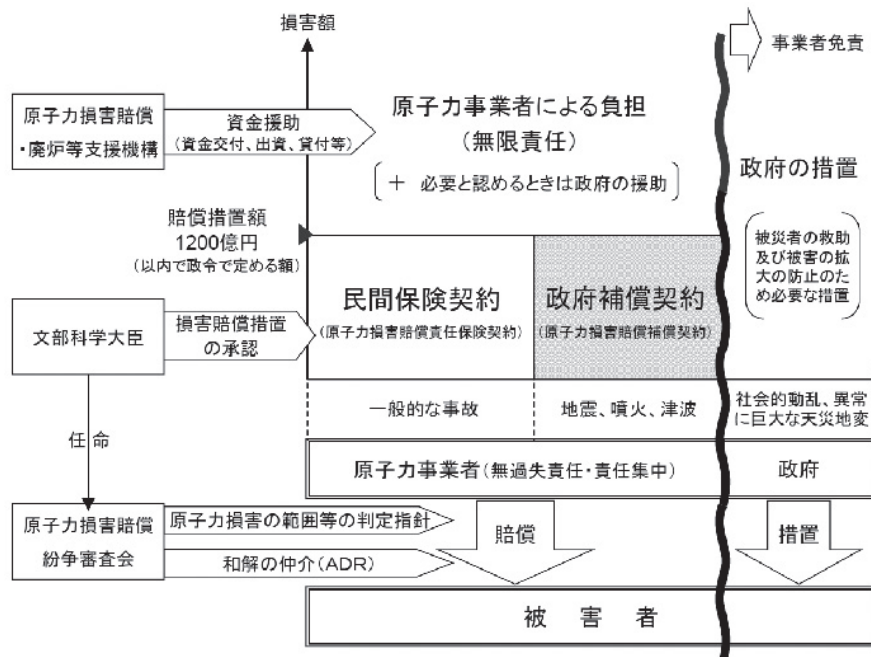 損害額
事業者免責
原子力損害賠償
・廃炉等支援機構
資金援助
(資金交付、出資、貸付等)
原子力事業者による負担
(無限責任)
+ 必要と認めるときは政府の援助
政府の措置
被災者の救助
及び被害の拡
大の防止のた
め必要な措置
賠償措置額
1200億円
(以内で政令で定める額)
民間保険契約
(原子力損害賠償責任保険契約)
政府補償契約
(原子力損害賠償補償契約)
文部科学大臣
損害賠償措置
の承認
一般的な事故
地震、噴火、津波
社会的動乱、異常
に巨大な天災地変
任命
原子力事業者(無過失責任・責任集中)
政府
原子力損害賠償
紛争審査会
原子力損害の範囲等の判定指針
和解の仲介(ADR)
賠償
措置
被害者